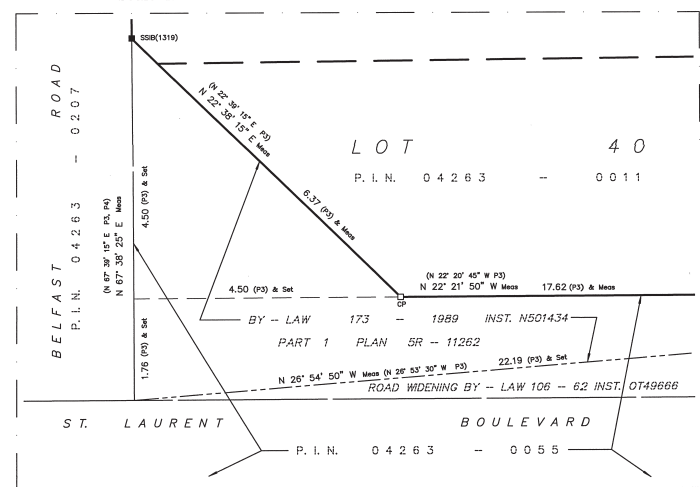 SSIB(1319)
BELFAST ROAD
P.I.N. 04263 - 0207
(N 67° 39' 15" E P3, P4)
N 67° 38' 25" E Meas
4.50 (P3) & Set
1.76 (P3) & Set
(N 22° 39' 15" E P3)
N 22° 38' 15" E Meas
6.37 (P3) & Meas
LOT 40
P.I.N. 04263 - 0011
4.50 (P3) & Set
CP
(N 22° 20' 45" W P3)
N 22° 21' 50" W Meas 17.62 (P3) & Meas
BY - LAW 173 - 1989 INST. N501434
PART 1 PLAN 5R - 11262
N 26° 54' 50" W Meas (N 26° 53' 30" W P3) 22.19 (P3) & Set
ROAD WIDENING BY - LAW 106 - 62 INST. OT49666
ST. LAURENT BOULEVARD
P.I.N. 04263 - 0055